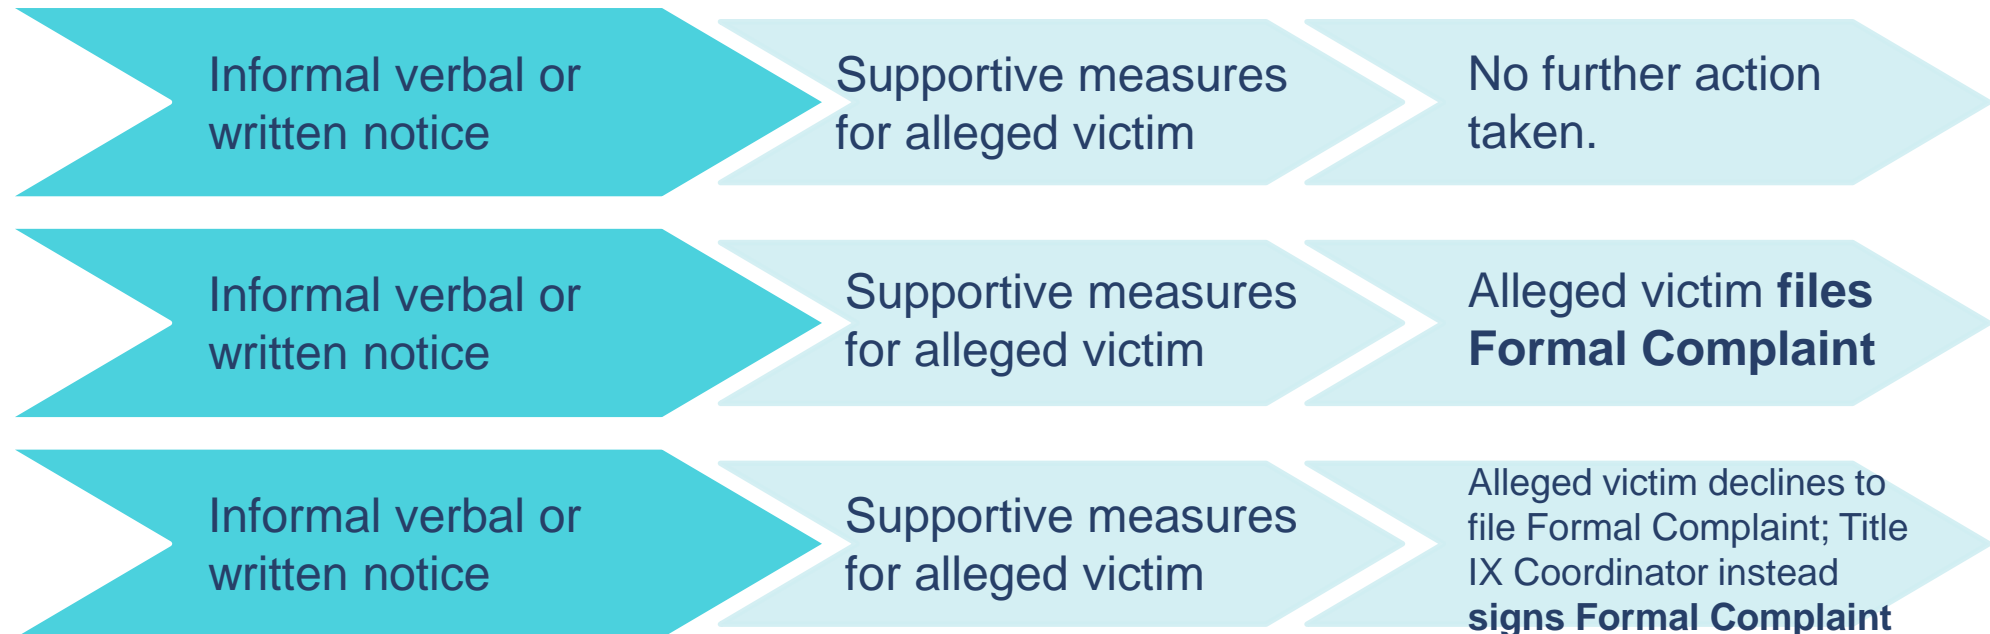 Informal verbal or
written notice
Supportive measures
for alleged victim
No further action
taken.
Informal verbal or
written notice
Supportive measures
for alleged victim
Alleged victim files
Formal Complaint
Informal verbal or
written notice
Supportive measures
for alleged victim
Alleged victim declines to
file Formal Complaint; Title
IX Coordinator instead
signs Formal Complaint